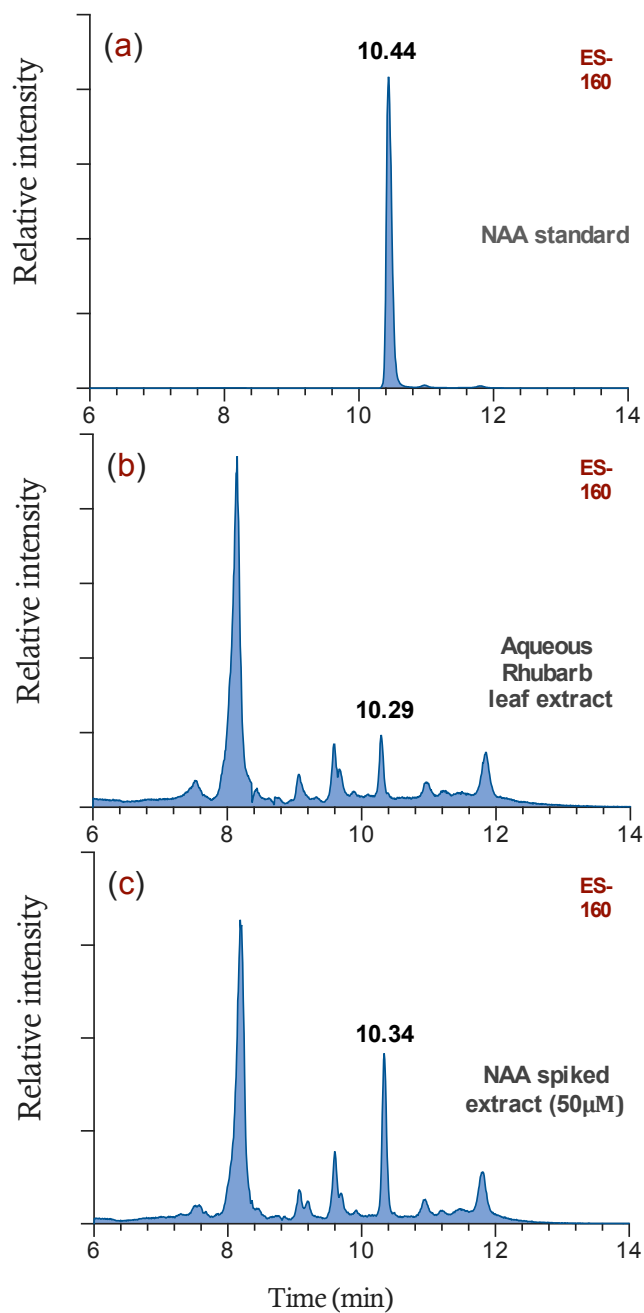 (a)
10.44
ES-
160
NAA standard
Relative intensity
6 8 10 12 14
(b)
ES-
160
Aqueous
Rhubarb
leaf extract
10.29
Relative intensity
6 8 10 12 14
(c)
ES-
160
10.34
NAA spiked
extract (50μM)
Relative intensity
6 8 10 12 14
Time (min)